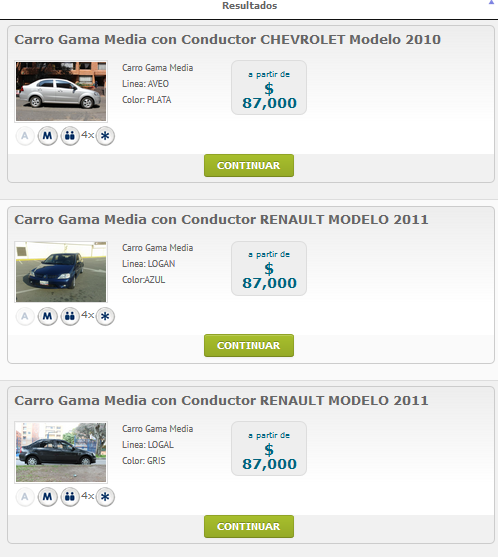 Resultados
Carro Gama Media con Conductor CHEVROLET Modelo 2010
Carro Gama Media
Linea: AVEO
Color: PLATA
a partir de
$
87,000
A M 4x
CONTINUAR
Carro Gama Media con Conductor RENAULT MODELO 2011
Carro Gama Media
Linea: LOGAN
Color:AZUL
a partir de
$
87,000
A M 4x
CONTINUAR
Carro Gama Media con Conductor RENAULT MODELO 2011
Carro Gama Media
Linea: LOGAL
Color: GRIS
a partir de
$
87,000
A M 4x
CONTINUAR